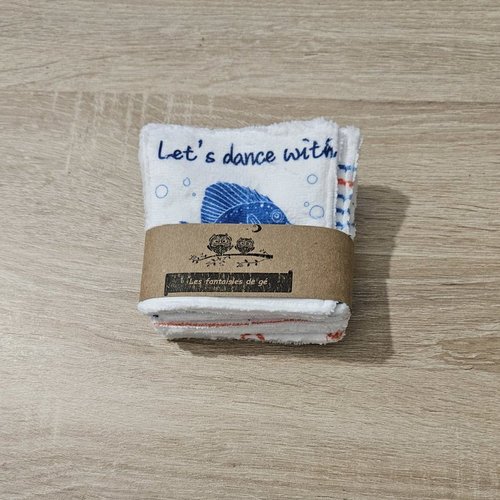 Let's dance with
Les fantaisies de gé